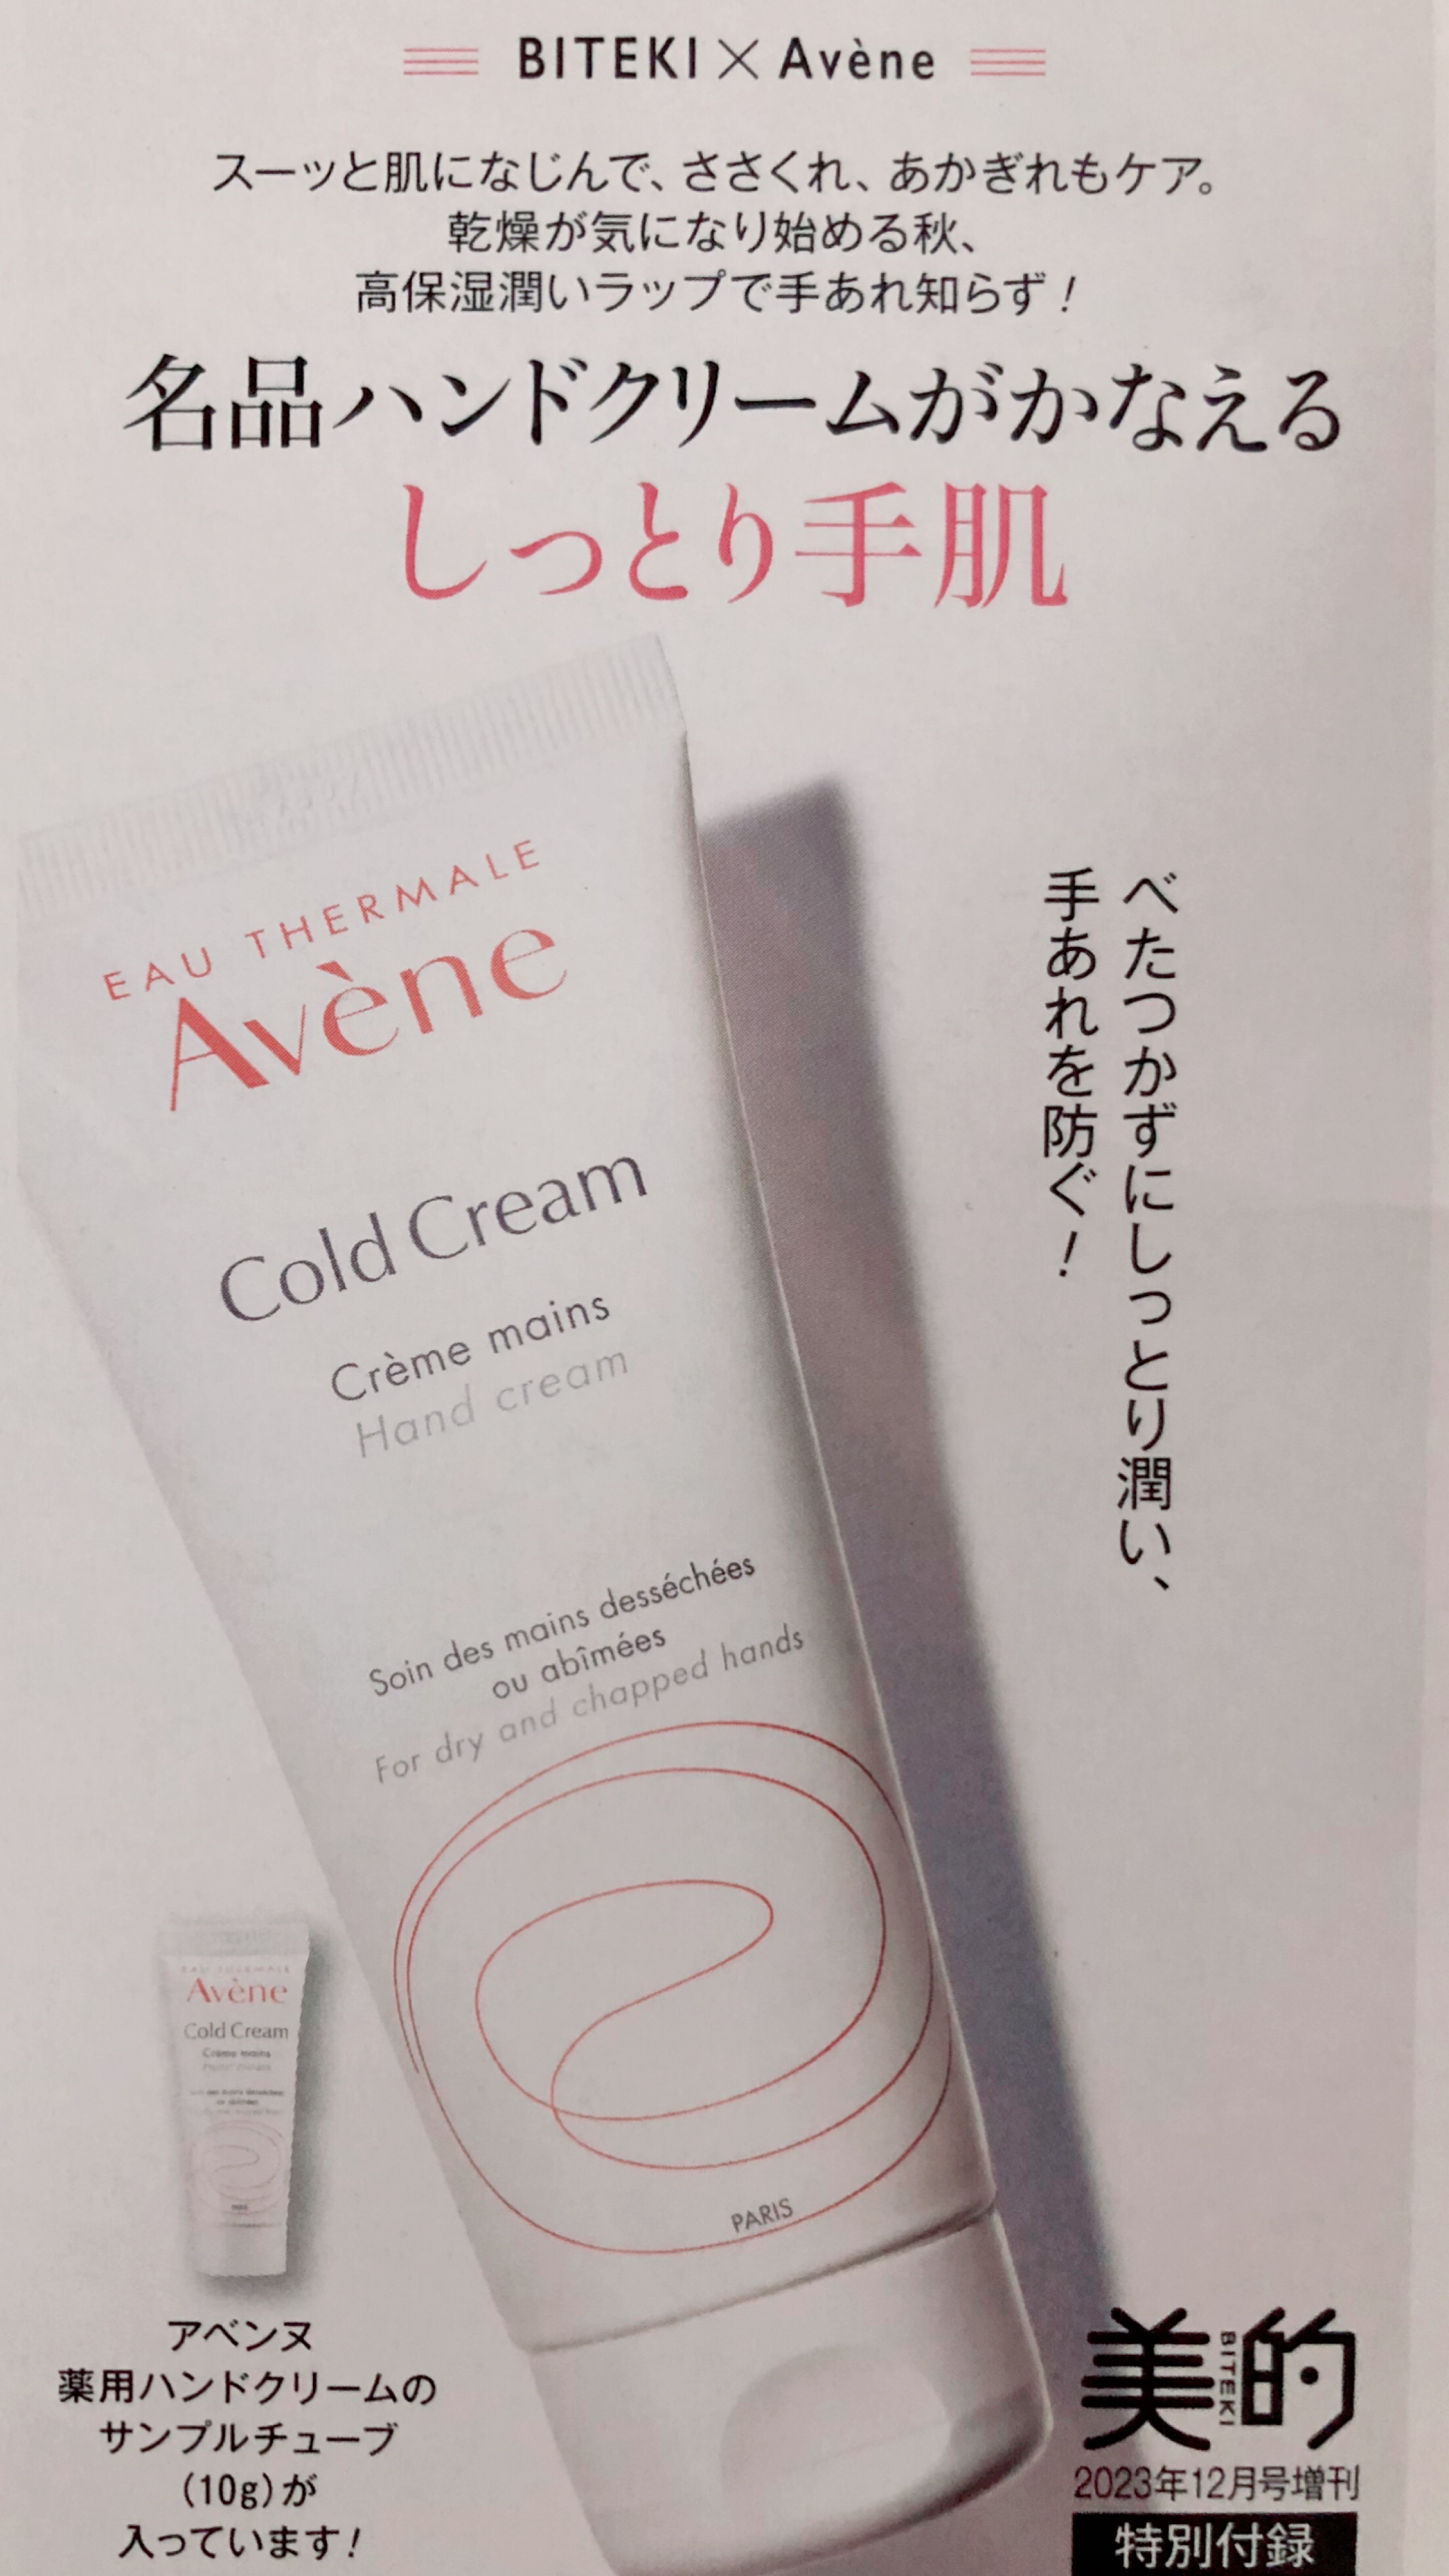 BITEKI×Avène
スーッと肌になじんで、ささくれ、あかぎれもケア。
乾燥が気になり始める秋、
高保湿潤いラップで手あれ知らず！
名品ハンドクリームがかなえる
しっとり手肌
べたつかずにしっとり潤い、
手あれを防ぐ！
EAU THERMALE
Avène
Cold Cream
Crème mains
Hand cream
Soin des mains desséchées
ou abîmées
For dry and chapped hands
PARIS
Avène
Cold Cream
Crème mains
アベンヌ
薬用ハンドクリームの
サンプルチューブ
(10g)が
入っています！
美的
BITEKI
2023年12月号増刊
特別付録